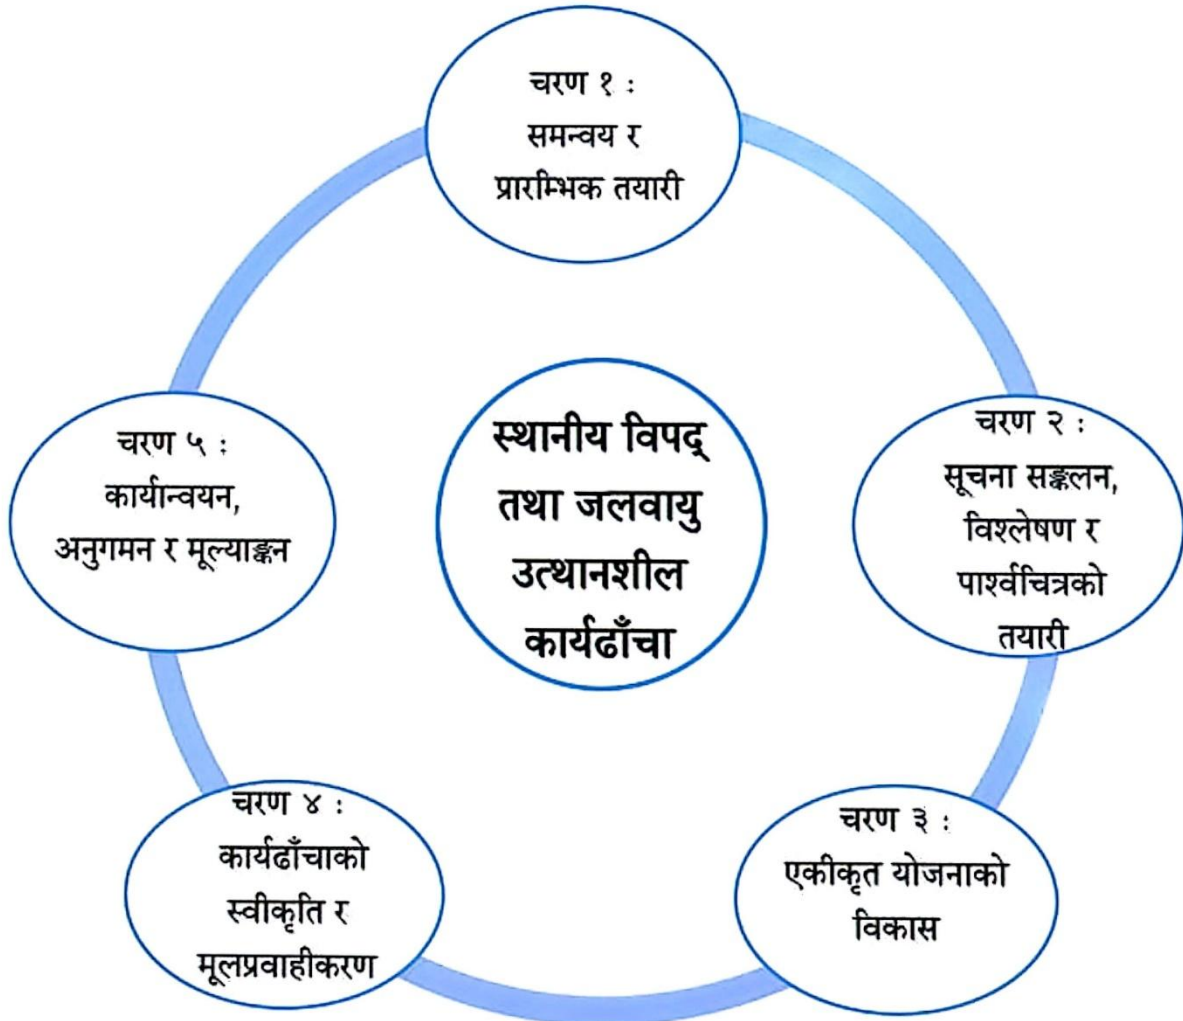 चरण १ :
समन्वय र
प्रारम्भिक तयारी
चरण २ :
सूचना सङ्कलन,
विश्लेषण र
पार्श्वचित्रको
तयारी
चरण ३ :
एकीकृत योजनाको
विकास
चरण ४ :
कार्यढाँचाको
स्वीकृति र
मूलप्रवाहीकरण
चरण ५ :
कार्यान्वयन,
अनुगमन र मूल्याङ्कन
स्थानीय विपद्
तथा जलवायु
उत्थानशील
कार्यढाँचा